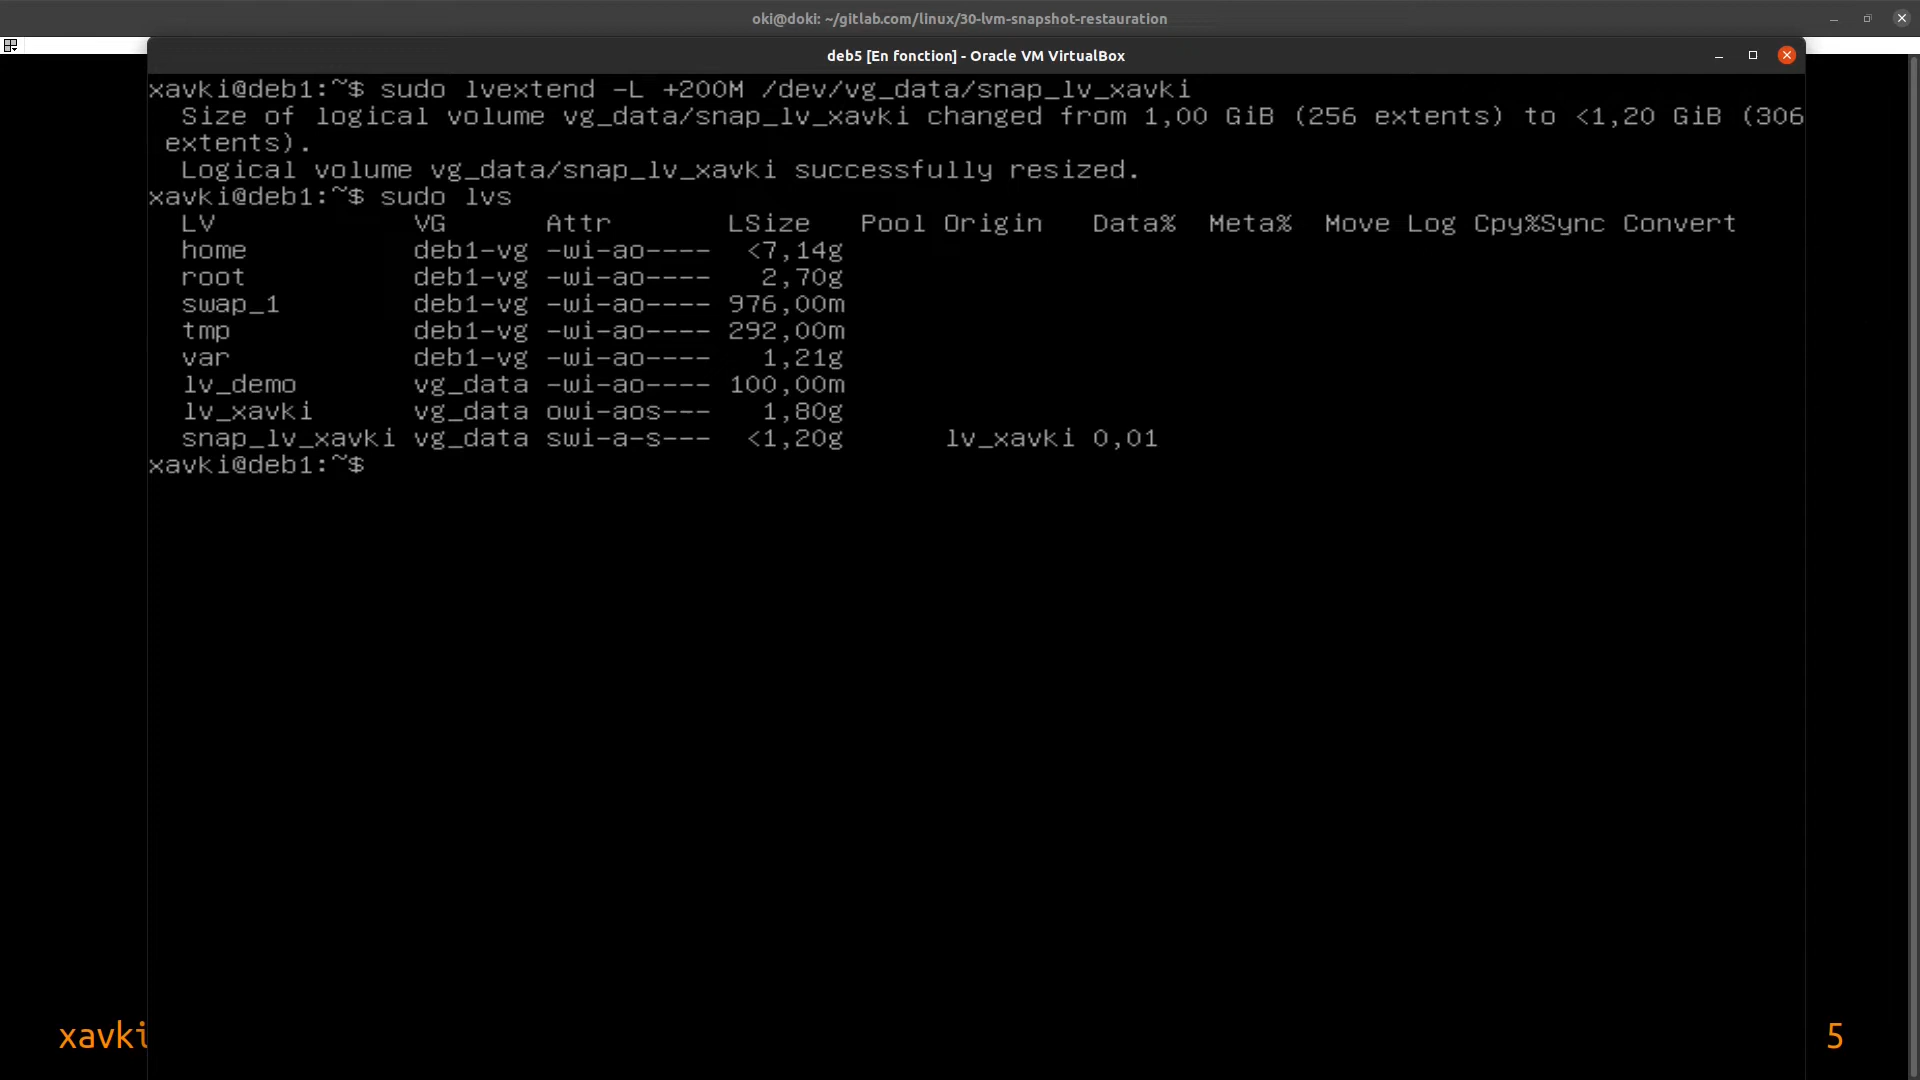 oki@doki: ~/gitlab.com/linux/30-lvm-snapshot-restauration
deb5 [En fonction] - Oracle VM VirtualBox
xavki@deb1:~$ sudo lvextend -L +200M /dev/vg_data/snap_lv_xavki
  Size of logical volume vg_data/snap_lv_xavki changed from 1,00 GiB (256 extents) to <1,20 GiB (306
 extents).
  Logical volume vg_data/snap_lv_xavki successfully resized.
xavki@deb1:~$ sudo lvs
  LV            VG      Attr       LSize   Pool Origin   Data%  Meta%  Move Log Cpy%Sync Convert
  home          deb1-vg -wi-ao----  <7,14g
  root          deb1-vg -wi-ao----   2,70g
  swap_1        deb1-vg -wi-ao---- 976,00m
  tmp           deb1-vg -wi-ao---- 292,00m
  var           deb1-vg -wi-ao----   1,21g
  lv_demo       vg_data -wi-ao---- 100,00m
  lv_xavki      vg_data owi-aos---   1,80g
  snap_lv_xavki vg_data swi-a-s---  <1,20g      lv_xavki 0,01
xavki@deb1:~$
xavki
5